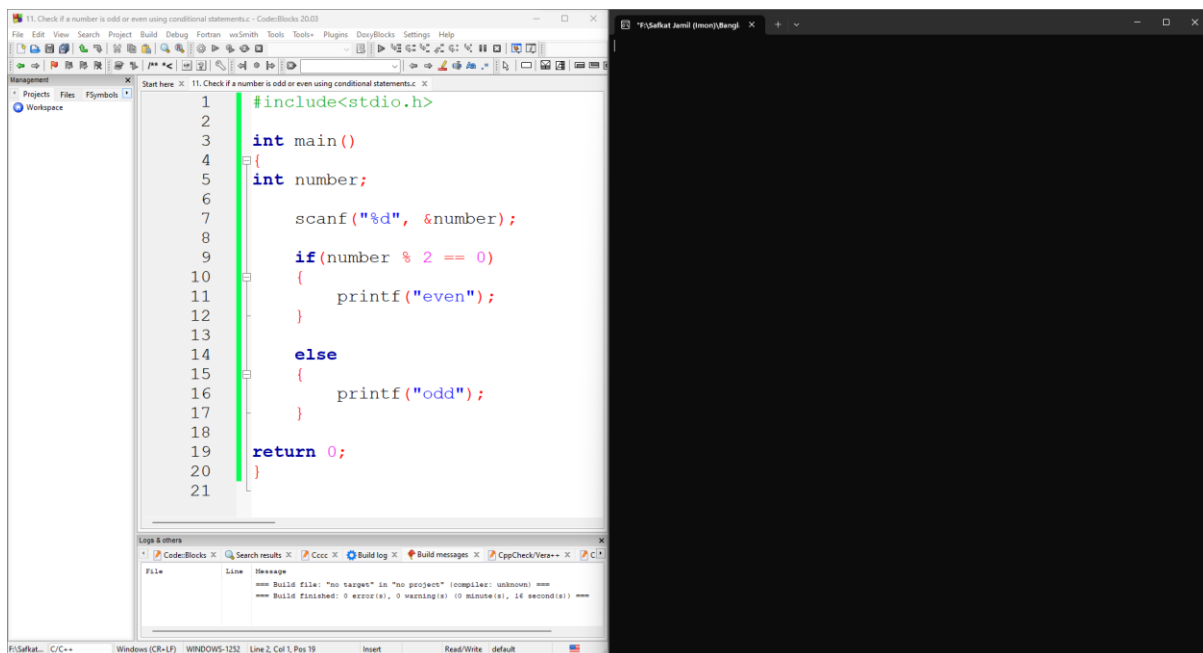 11. Check if a number is odd or even using conditional statements.c - Code::Blocks 20.03
File Edit View Search Project Build Debug Fortran wxSmith Tools Tools+ Plugins DoxyBlocks Settings Help
Management
Projects Files FSymbols
Workspace
Start here 11. Check if a number is odd or even using conditional statements.c
1 #include<stdio.h>
2
3 int main()
4 {
5 int number;
6
7 scanf("%d", &number);
8
9 if(number % 2 == 0)
10 {
11 printf("even");
12 }
13
14 else
15 {
16 printf("odd");
17 }
18
19 return 0;
20 }
21
Logs & others
Code::Blocks Search results Cccc Build log Build messages CppCheck/Vera++ C
File Line Message
=== Build file: "no target" in "no project" (compiler: unknown) ===
=== Build finished: 0 error(s), 0 warning(s) (0 minute(s), 16 second(s)) ===
F:\Safkat... C/C++ Windows (CR+LF) WINDOWS-1252 Line 2, Col 1, Pos 19 Insert Read/Write default
"F:\Safkat Jamil (Imon)\Bangl